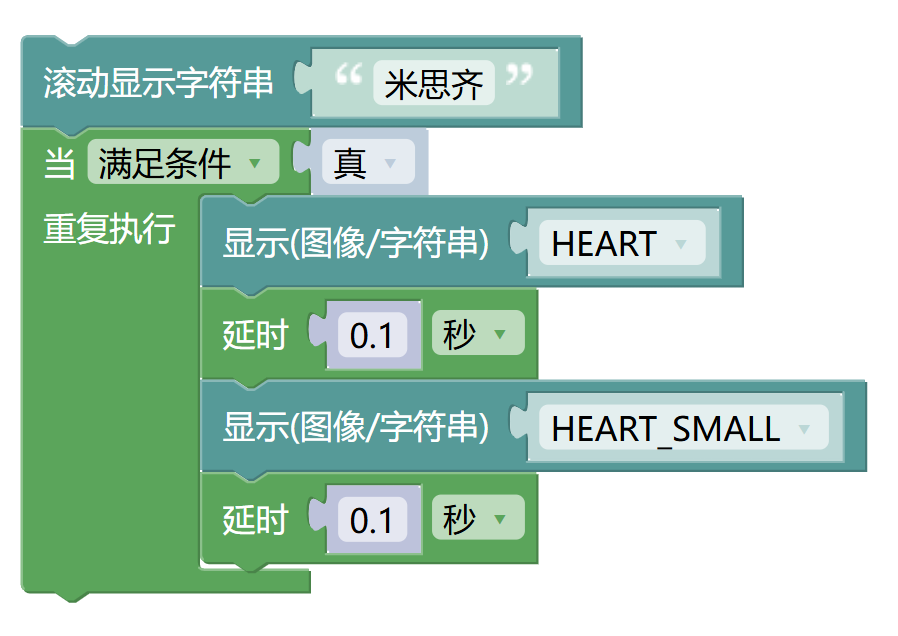 滚动显示字符串 “ 米思齐 ”
当 满足条件 真
重复执行
显示(图像/字符串) HEART
延时 0.1 秒
显示(图像/字符串) HEART_SMALL
延时 0.1 秒